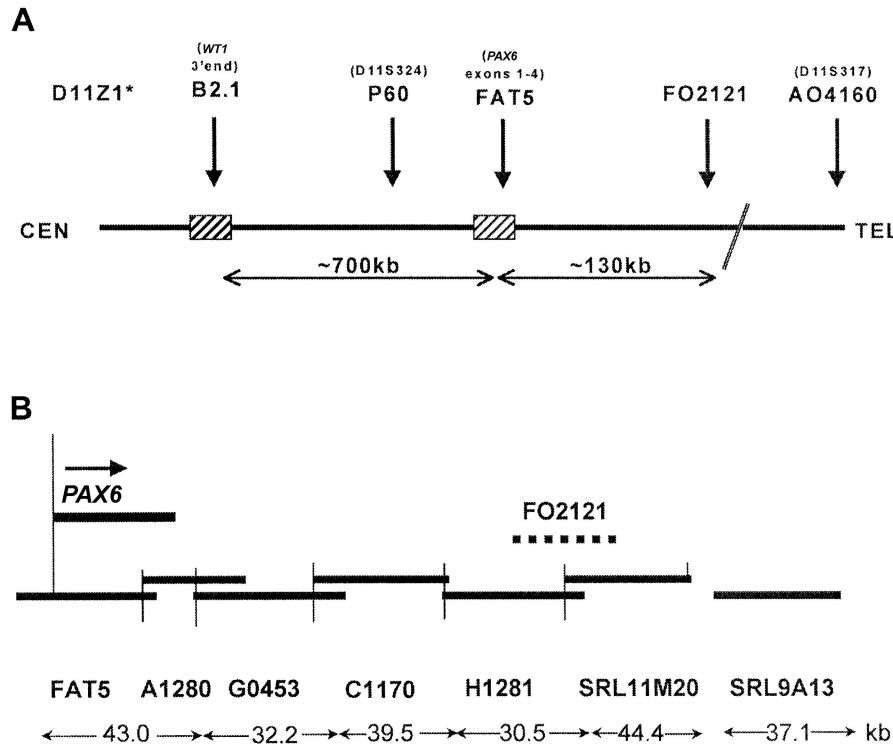 A
(WT1
3'end)
(D11S324)
(PAX6
exons 1-4)
(D11S317)
D11Z1* B2.1 P60 FAT5 FO2121 AO4160
CEN TEL
~700kb ~130kb
B
PAX6
FO2121
FAT5 A1280 G0453 C1170 H1281 SRL11M20 SRL9A13
43.0 32.2 39.5 30.5 44.4 37.1 kb